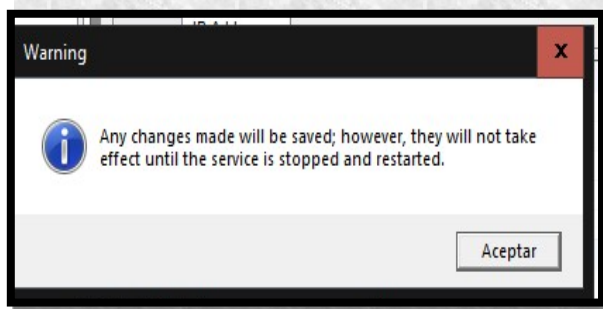 Warning
X
Any changes made will be saved; however, they will not take
effect until the service is stopped and restarted.
Aceptar